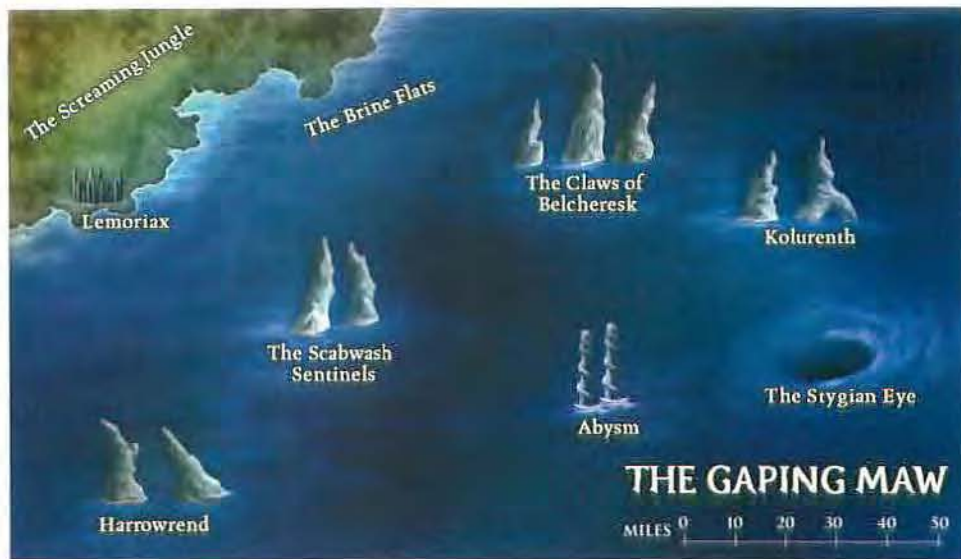 The Screaming Jungle
The Brine Flats
The Claws of
Belcheresk
Lemoriax
Kolurenth
The Scabwash
Sentinels
The Stygian Eye
Abysm
Harrowrend
THE GAPING MAW
MILES 0 10 20 30 40 50